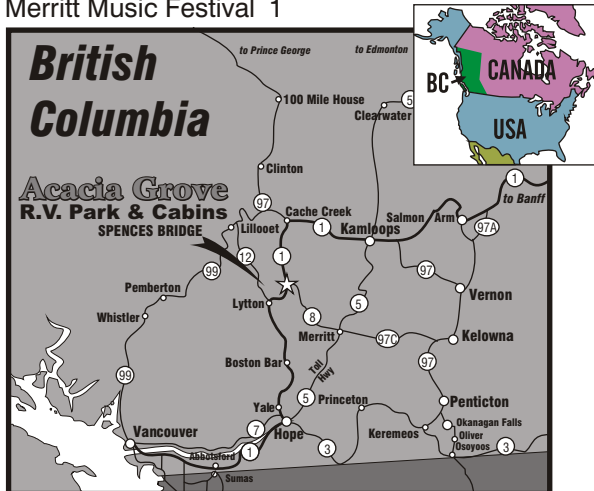 Merritt Music Festival 1
British
Columbia
to Prince George
to Edmonton
BC
CANADA
USA
100 Mile House
5
Clearwater
Clinton
1
to Banff
Acacia Grove
R.V. Park & Cabins
SPENCES BRIDGE
97
Cache Creek
Lillooet
1
Kamloops
Salmon Arm
97A
99
12
1
97
Pemberton
Vernon
Whistler
Lytton
8
5
Merritt
97C
Kelowna
Boston Bar
Toll
Hwy
97
99
5
Princeton
Penticton
Yale
7
Hope
Keremeos
Okanagan Falls
Oliver
Osoyoos
Vancouver
1
3
3
Abbotsford
Sumas